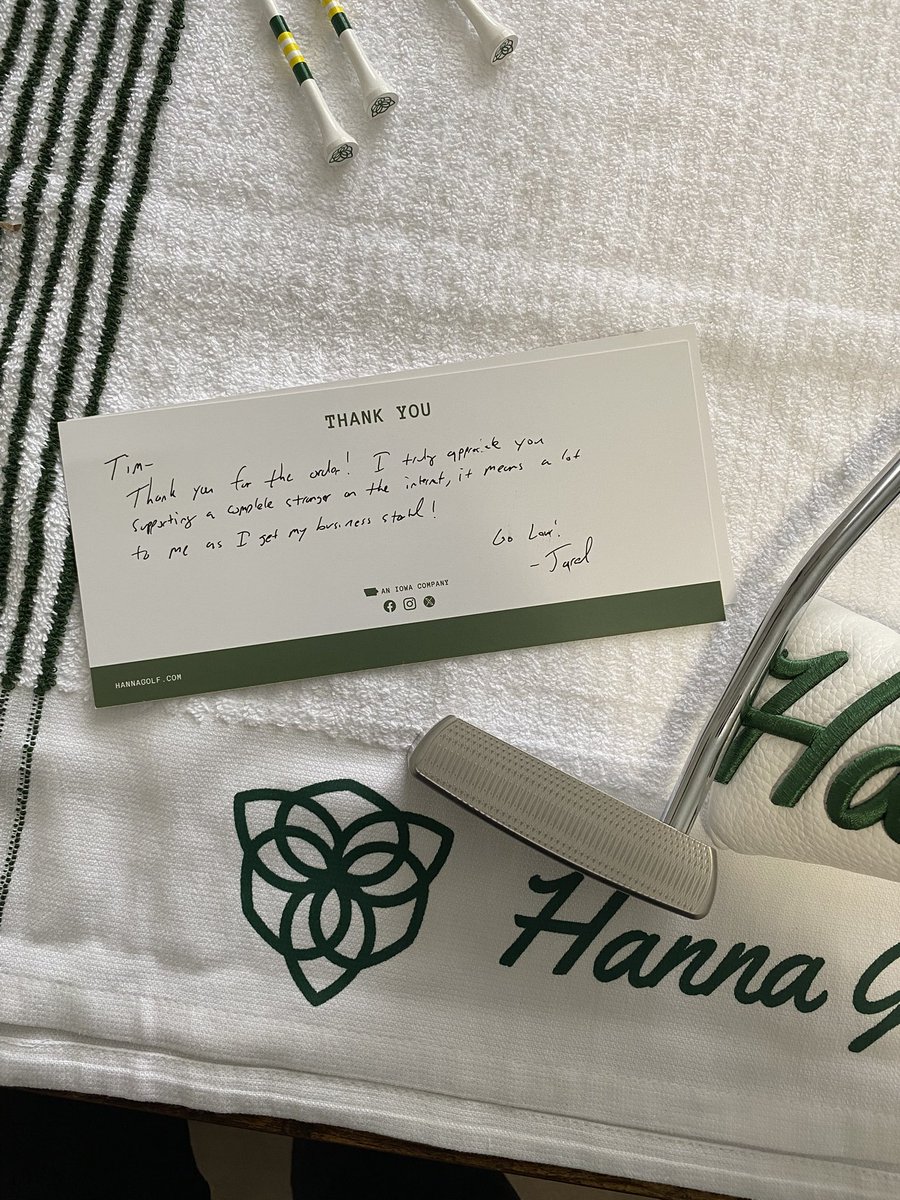 THANK YOU
Tim-
Thank you for the order! I truly appreciate you
supporting a complete stranger on the internet, it means a lot
to me as I get my business started!
Go Low!
- Jared
AN IOWA COMPANY
HANNAGOLF.COM
Ha
Hanna G